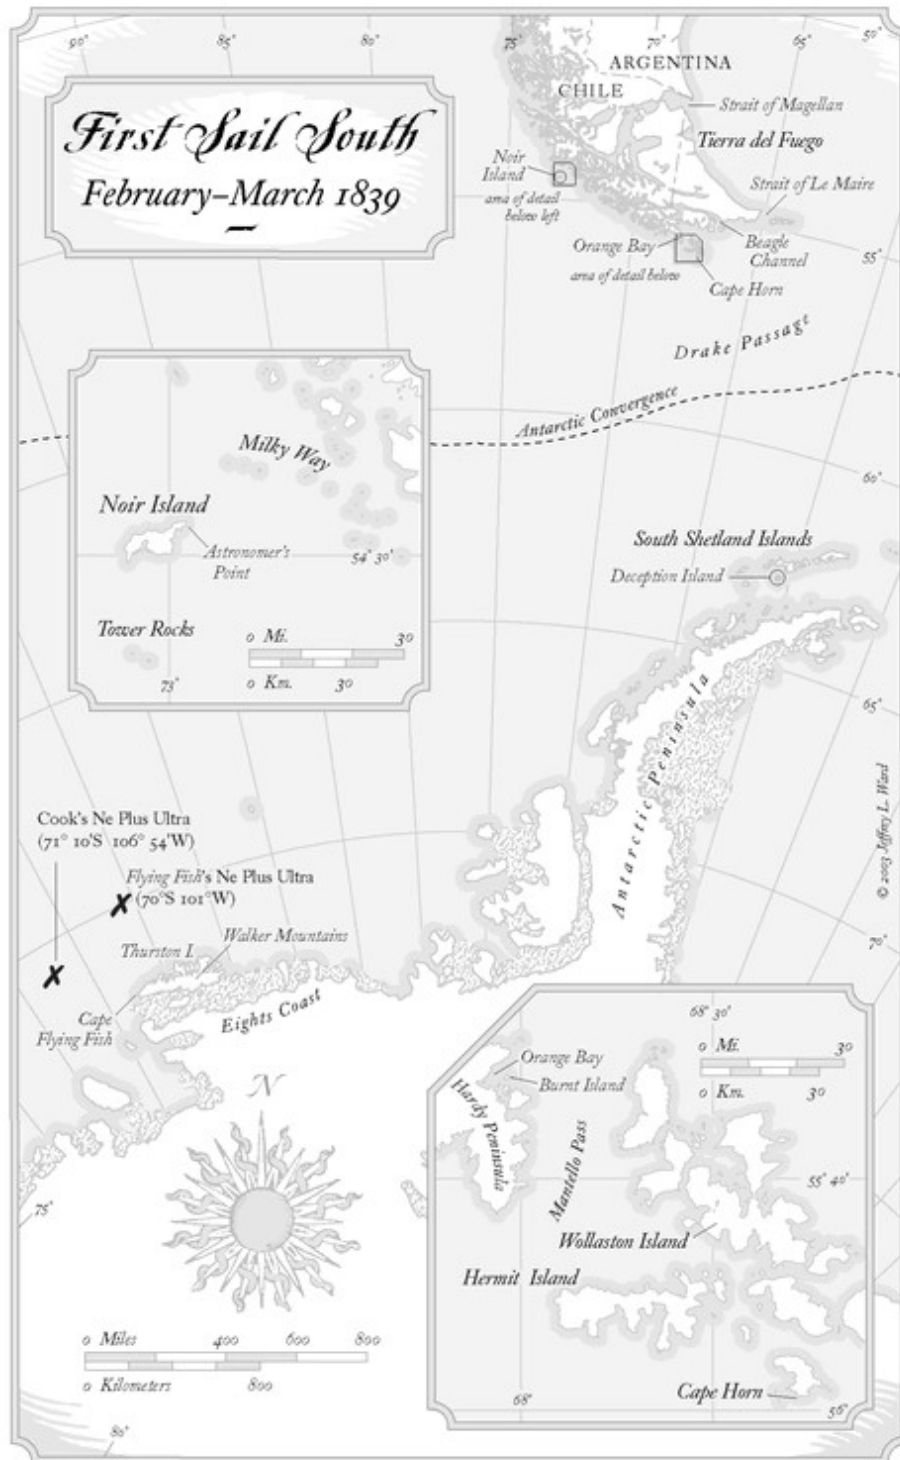 90°
85°
80°
75°
70°
65°
50°
First Sail South
February–March 1839
ARGENTINA
CHILE
Strait of Magellan
Tierra del Fuego
Noir
Island
area of detail
below left
Strait of Le Maire
Orange Bay
area of detail below
Beagle
Channel
Cape Horn
55°
Drake Passage
Antarctic Convergence
60°
Milky Way
Noir Island
Astronomer's
Point
54° 30'
Tower Rocks
0 Mi. 30
0 Km. 30
73°
South Shetland Islands
Deception Island
65°
Antarctic Peninsula
© 2003 Jeffrey L. Ward
Cook's Ne Plus Ultra
(71° 10'S 106° 54'W)
Flying Fish's Ne Plus Ultra
(70°S 101°W)
Thurston I.
Walker Mountains
70°
Cape
Flying Fish
Eights Coast
N
75°
0 Miles 400 600 800
0 Kilometers 800
80°
68° 30'
Orange Bay
Burnt Island
0 Mi. 30
0 Km. 30
Hardy Peninsula
Mantello Pass
55° 40'
Wollaston Island
Hermit Island
Cape Horn
68°
56°